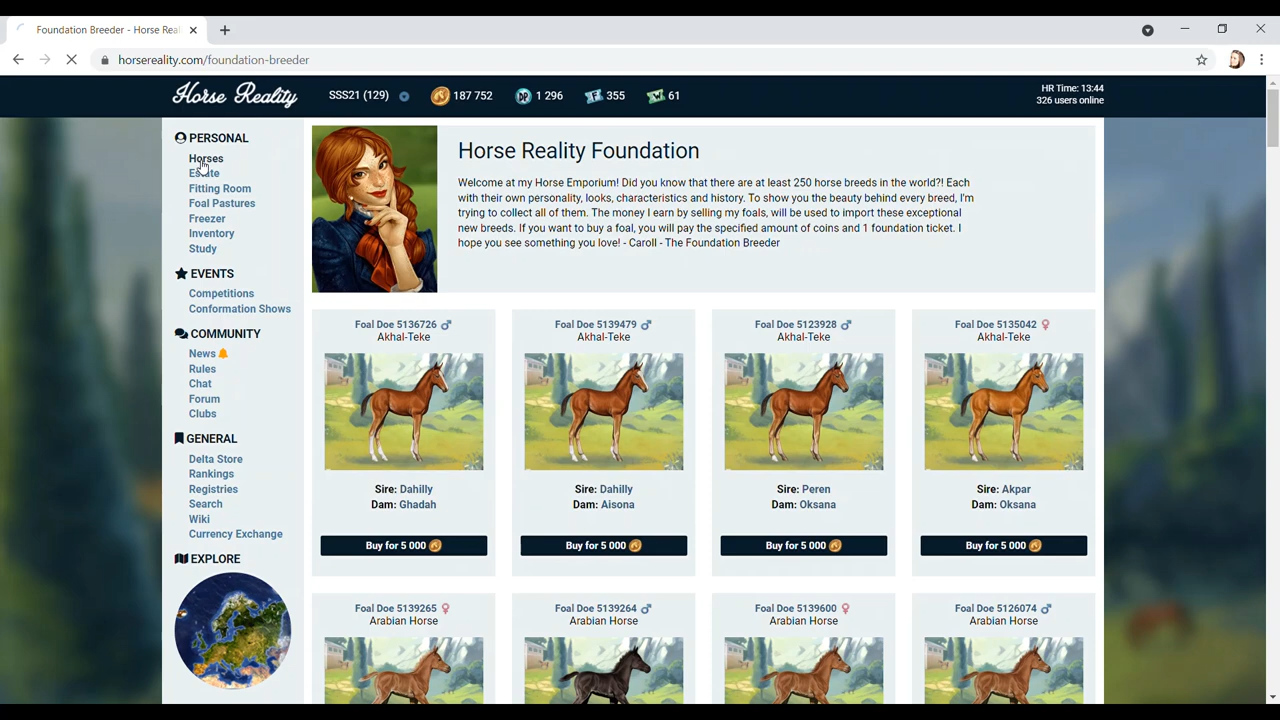 Foundation Breeder - Horse Rea
horsereality.com/foundation-breeder
Horse Reality
SSS21 (129)
187 752
DP
1 296
F
355
W
61
HR Time: 13:44
326 users online
PERSONAL
Horses
Estate
Fitting Room
Foal Pastures
Freezer
Inventory
Study
EVENTS
Competitions
Conformation Shows
COMMUNITY
News
Rules
Chat
Forum
Clubs
GENERAL
Delta Store
Rankings
Registries
Search
Wiki
Currency Exchange
EXPLORE
Horse Reality Foundation
Welcome at my Horse Emporium! Did you know that there are at least 250 horse breeds in the world?! Each
with their own personality, looks, characteristics and history. To show you the beauty behind every breed, I'm
trying to collect all of them. The money I earn by selling my foals, will be used to import these exceptional
new breeds. If you want to buy a foal, you will pay the specified amount of coins and 1 foundation ticket. I
hope you see something you love! - Caroll - The Foundation Breeder
Foal Doe 5136726 ♂
Akhal-Teke
Sire: Dahilly
Dam: Ghadah
Buy for 5 000
Foal Doe 5139479 ♂
Akhal-Teke
Sire: Dahilly
Dam: Aisona
Buy for 5 000
Foal Doe 5123928 ♂
Akhal-Teke
Sire: Peren
Dam: Oksana
Buy for 5 000
Foal Doe 5135042 ♀
Akhal-Teke
Sire: Akpar
Dam: Oksana
Buy for 5 000
Foal Doe 5139265 ♀
Arabian Horse
Foal Doe 5139264 ♂
Arabian Horse
Foal Doe 5139600 ♀
Arabian Horse
Foal Doe 5126074 ♂
Arabian Horse